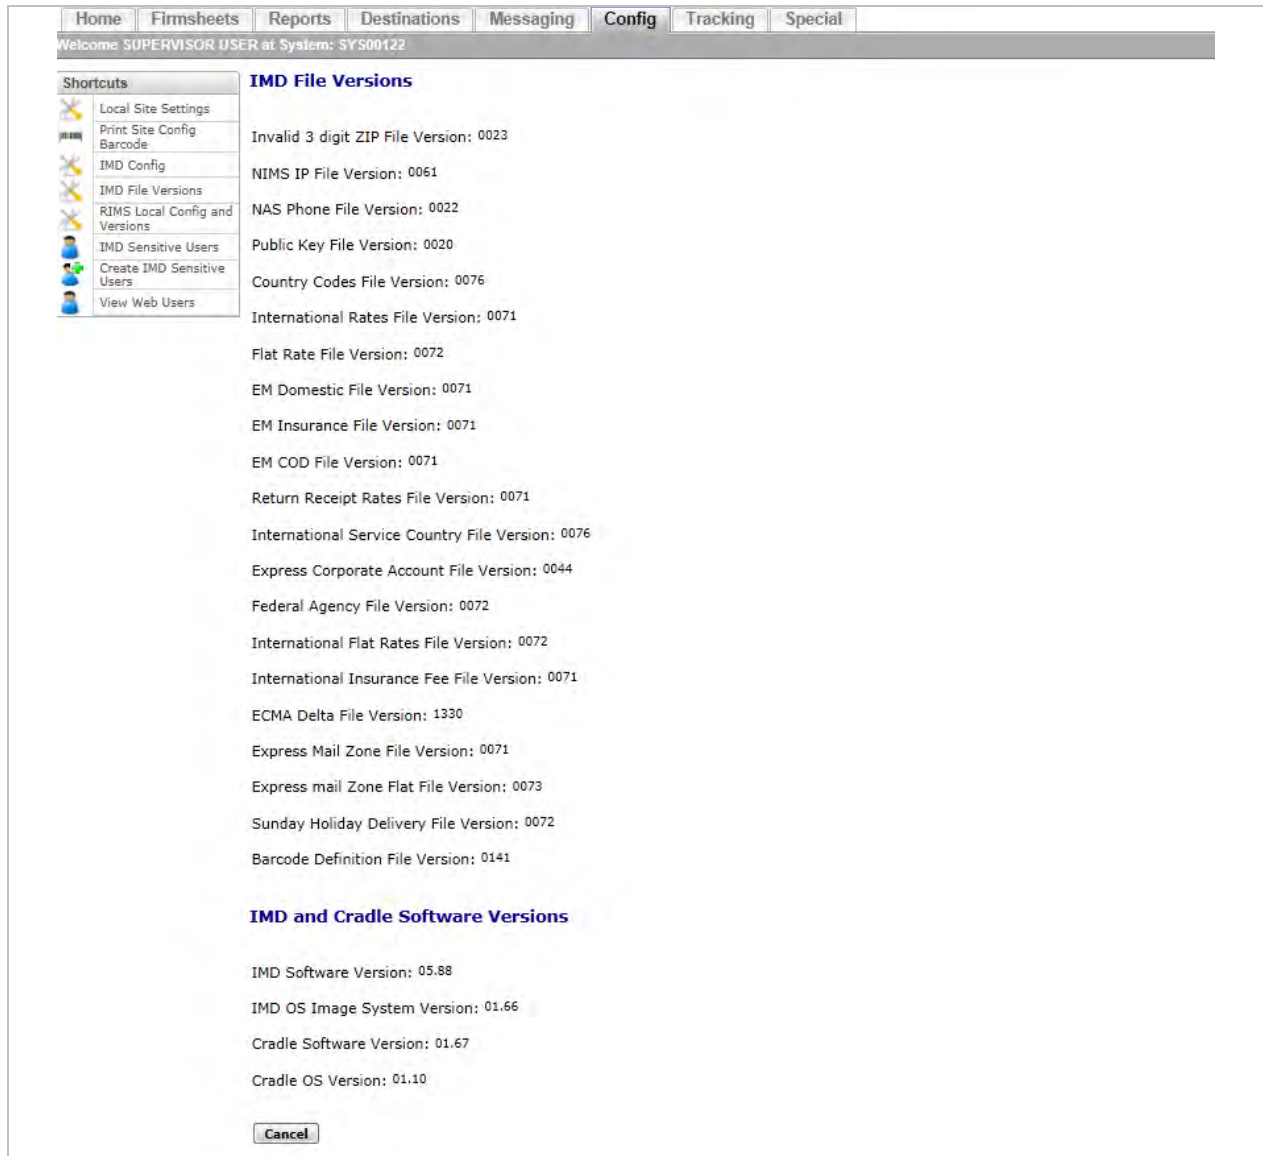 Home Firmsheets Reports Destinations Messaging Config Tracking Special
Welcome SUPERVISOR USER at System: SYS00122
Shortcuts
Local Site Settings
Print Site Config
Barcode
IMD Config
IMD File Versions
RIMS Local Config and
Versions
IMD Sensitive Users
Create IMD Sensitive
Users
View Web Users
IMD File Versions
Invalid 3 digit ZIP File Version: 0023
NIMS IP File Version: 0061
NAS Phone File Version: 0022
Public Key File Version: 0020
Country Codes File Version: 0076
International Rates File Version: 0071
Flat Rate File Version: 0072
EM Domestic File Version: 0071
EM Insurance File Version: 0071
EM COD File Version: 0071
Return Receipt Rates File Version: 0071
International Service Country File Version: 0076
Express Corporate Account File Version: 0044
Federal Agency File Version: 0072
International Flat Rates File Version: 0072
International Insurance Fee File Version: 0071
ECMA Delta File Version: 1330
Express Mail Zone File Version: 0071
Express mail Zone Flat File Version: 0073
Sunday Holiday Delivery File Version: 0072
Barcode Definition File Version: 0141
IMD and Cradle Software Versions
IMD Software Version: 05.88
IMD OS Image System Version: 01.66
Cradle Software Version: 01.67
Cradle OS Version: 01.10
Cancel